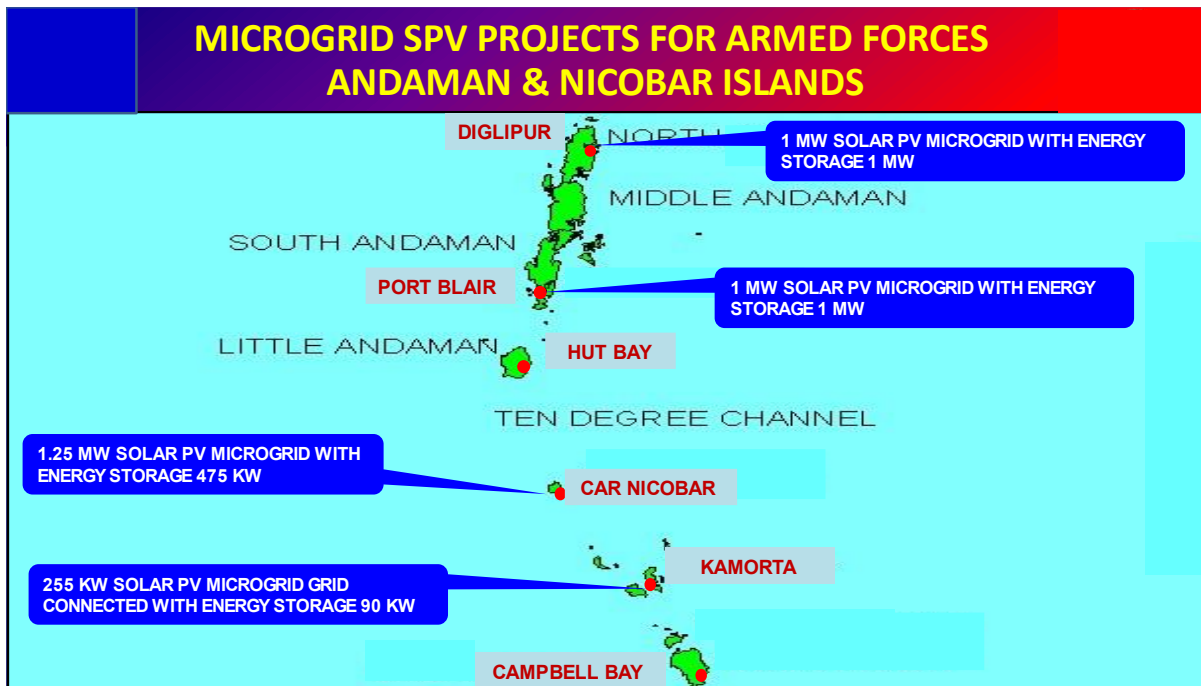 MICROGRID SPV PROJECTS FOR ARMED FORCES
ANDAMAN & NICOBAR ISLANDS
DIGLIPUR
NORTH
1 MW SOLAR PV MICROGRID WITH ENERGY
STORAGE 1 MW
MIDDLE ANDAMAN
SOUTH ANDAMAN
PORT BLAIR
1 MW SOLAR PV MICROGRID WITH ENERGY
STORAGE 1 MW
LITTLE ANDAMAN
HUT BAY
TEN DEGREE CHANNEL
1.25 MW SOLAR PV MICROGRID WITH
ENERGY STORAGE 475 KW
CAR NICOBAR
KAMORTA
255 KW SOLAR PV MICROGRID GRID
CONNECTED WITH ENERGY STORAGE 90 KW
CAMPBELL BAY